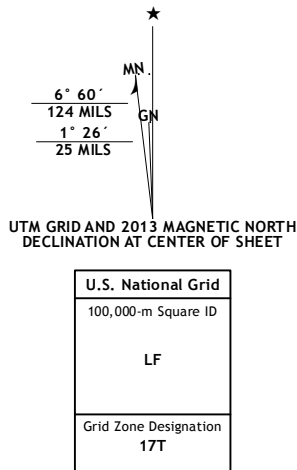 ★
MN
6° 60´
124 MILS
GN
1° 26´
25 MILS
UTM GRID AND 2013 MAGNETIC NORTH
DECLINATION AT CENTER OF SHEET
U.S. National Grid
100,000-m Square ID
LF
Grid Zone Designation
17T